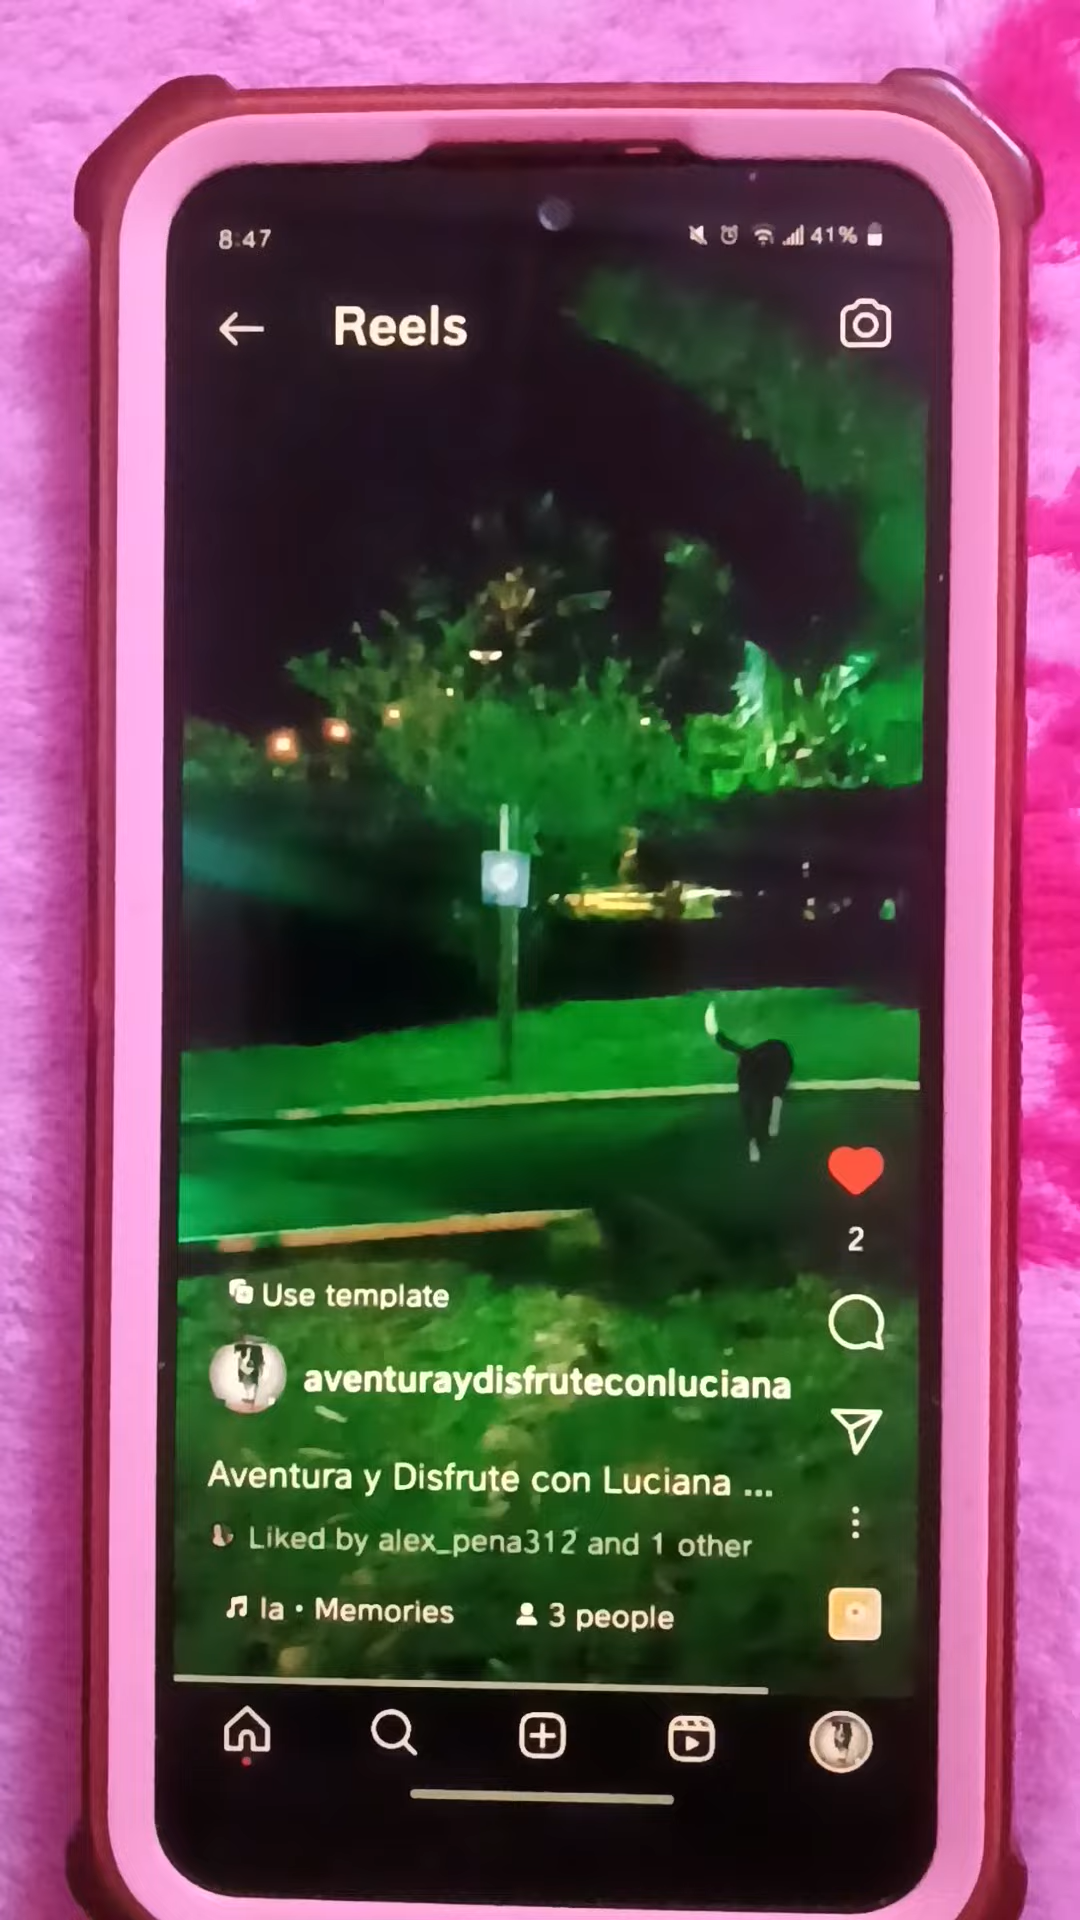 8:47
41%
Reels
Use template
aventuraydisfruteconluciana
Aventura y Disfrute con Luciana ...
Liked by alex_pena312 and 1 other
la • Memories
3 people
2